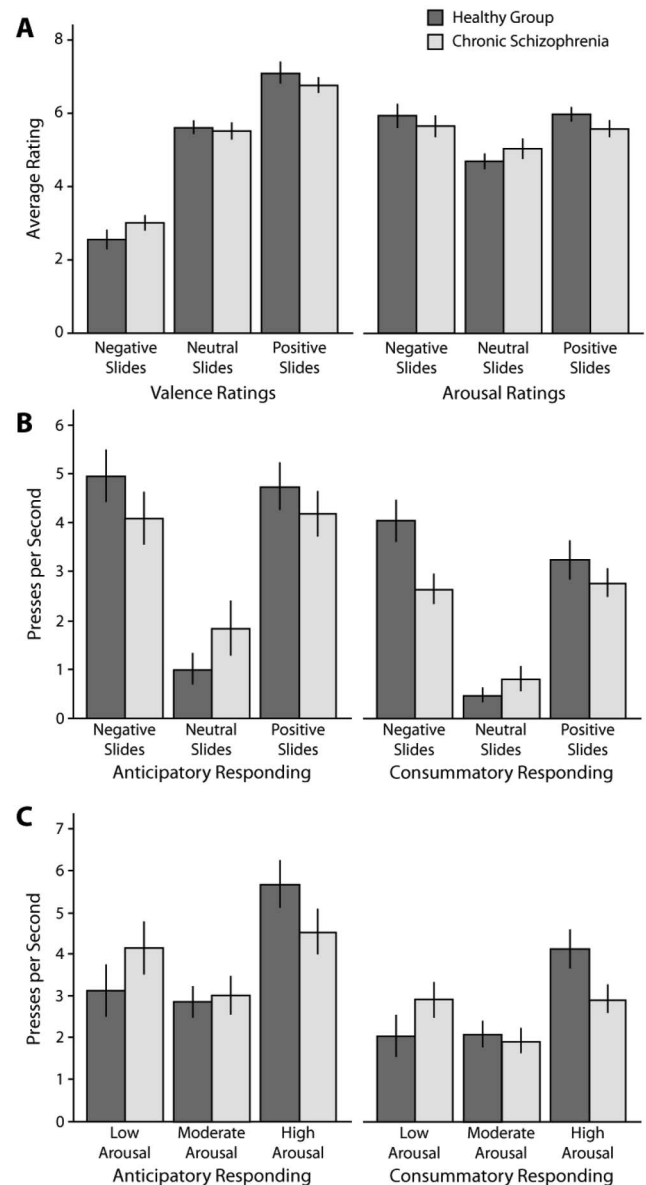 A
Healthy Group
Chronic Schizophrenia
8
6
4
2
0
Average Rating
Negative Slides
Neutral Slides
Positive Slides
Negative Slides
Neutral Slides
Positive Slides
Valence Ratings
Arousal Ratings
B
6
5
4
3
2
1
0
Presses per Second
Negative Slides
Neutral Slides
Positive Slides
Negative Slides
Neutral Slides
Positive Slides
Anticipatory Responding
Consummatory Responding
C
7
6
5
4
3
2
1
0
Presses per Second
Low Arousal
Moderate Arousal
High Arousal
Low Arousal
Moderate Arousal
High Arousal
Anticipatory Responding
Consummatory Responding